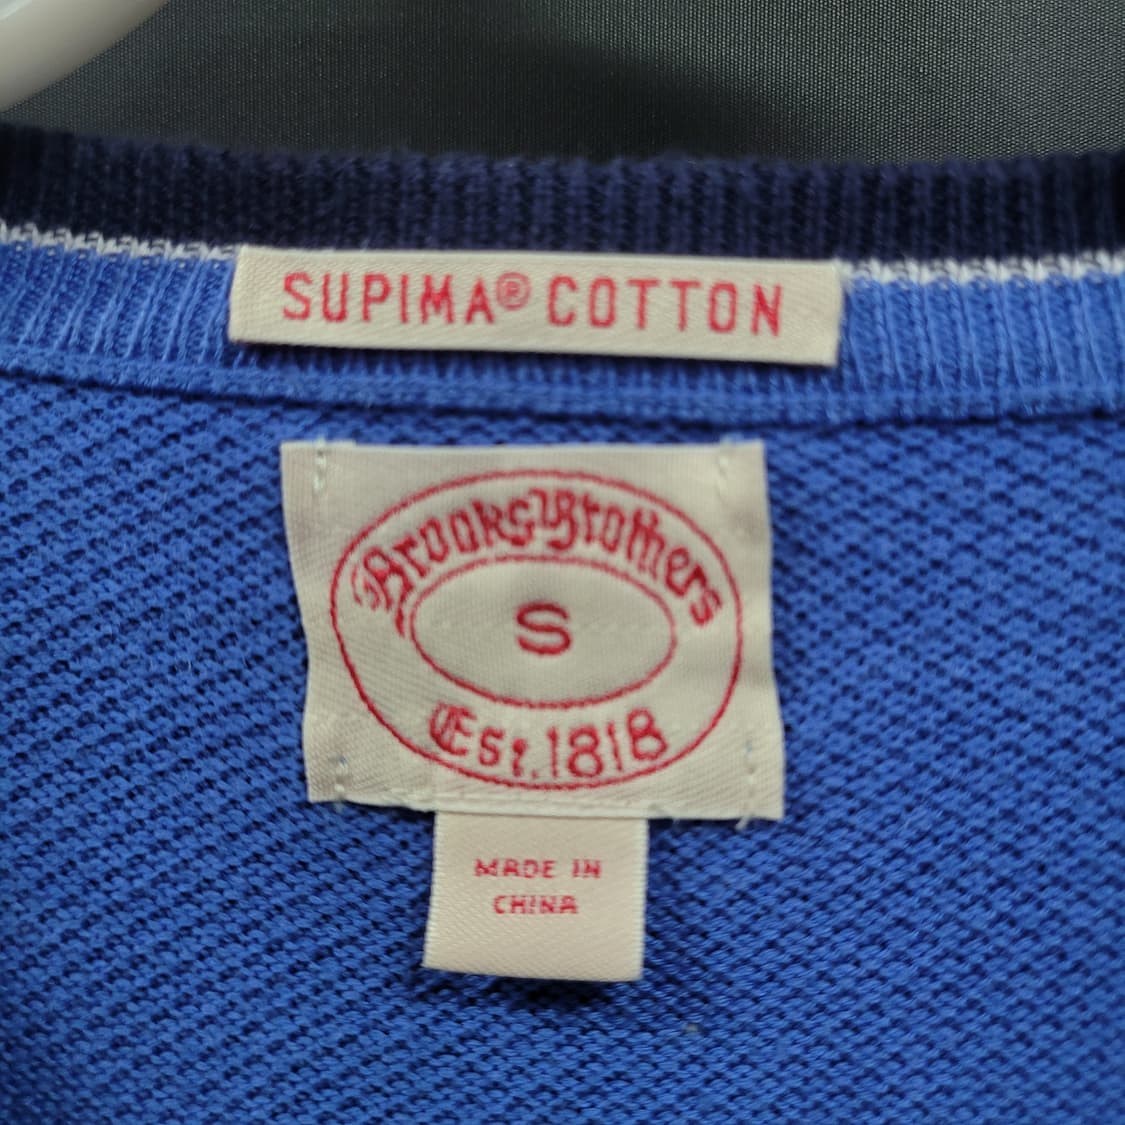 SUPIMA® COTTON
Brooks Brothers
S
Est. 1818
MADE IN
CHINA